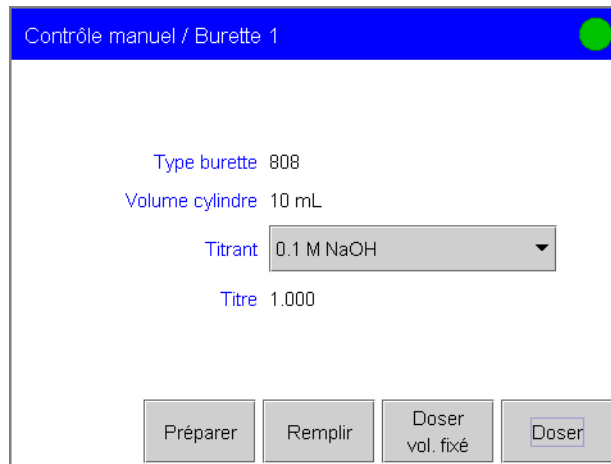 Contrôle manuel / Burette 1
Type burette 808
Volume cylindre 10 mL
Titrant 0.1 M NaOH
Titre 1.000
Préparer Remplir Doser vol. fixé Doser